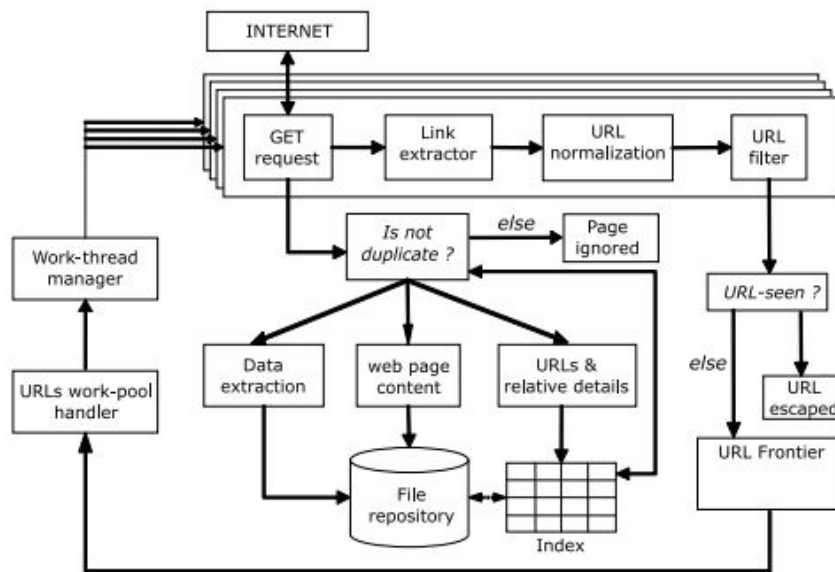 INTERNET
GET
request
Link
extractor
URL
normalization
URL
filter
Is not
duplicate ?
else
Page
ignored
Work-thread
manager
URL-seen ?
Data
extraction
web page
content
URLs &
relative details
else
URL
escaped
URLs work-pool
handler
URL Frontier
File
repository
Index